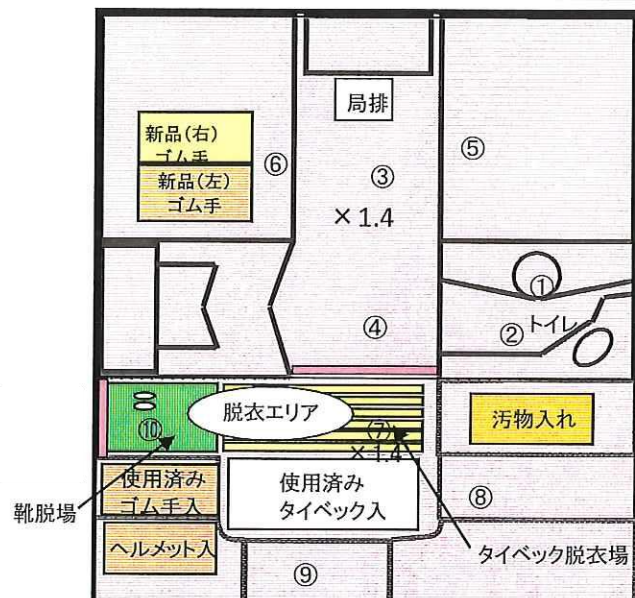 局排
新品(右)
ゴム手
新品(左)
ゴム手
⑥
③
×1.4
⑤
①
②
トイレ
④
脱衣エリア
⑩
⑦
×1.4
汚物入れ
使用済み
ゴム手入
使用済み
タイベック入
⑧
靴脱場
ヘルメット入
タイベック脱衣場
⑨